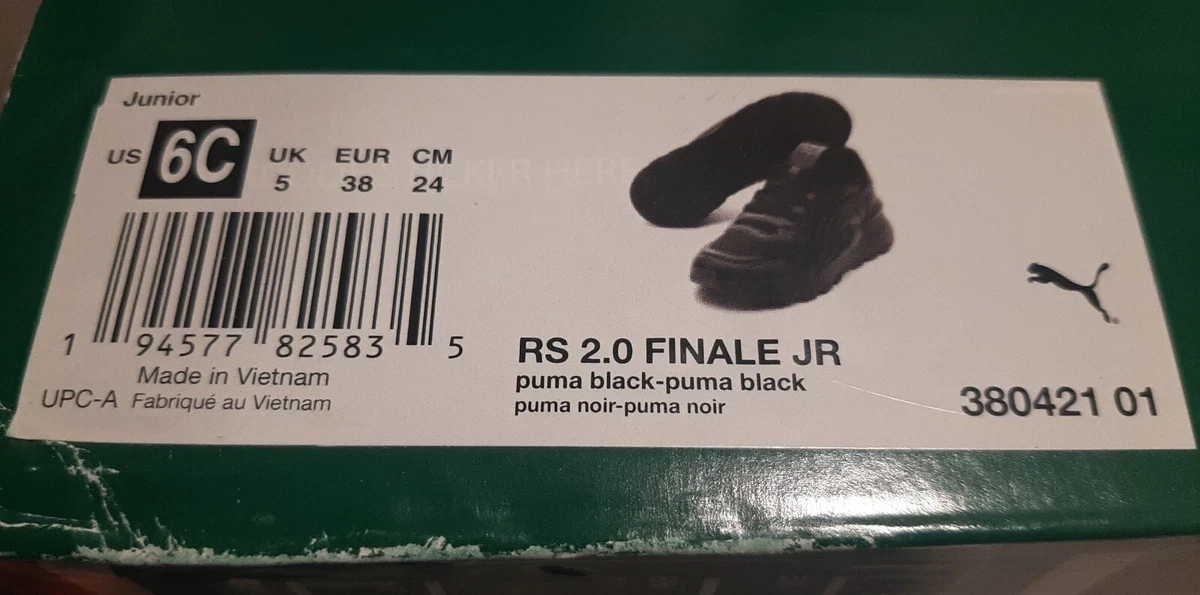 Junior
US 6C UK EUR CM
5 38 24
1 94577 82583 5
Made in Vietnam
UPC-A Fabriqué au Vietnam
RS 2.0 FINALE JR
puma black-puma black
puma noir-puma noir
380421 01